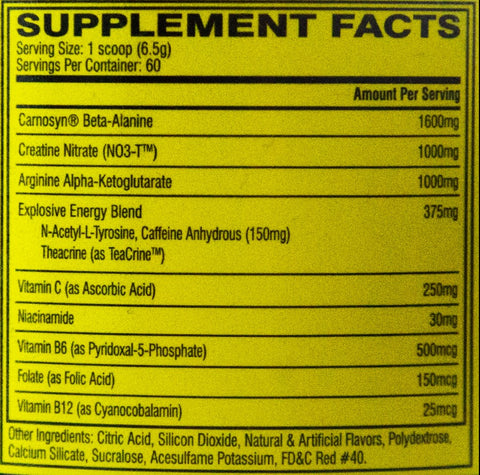 SUPPLEMENT FACTS
Serving Size: 1 scoop (6.5g)
Servings Per Container: 60
Amount Per Serving
Carnosyn® Beta-Alanine 1600mg
Creatine Nitrate (NO3-T™) 1000mg
Arginine Alpha-Ketoglutarate 1000mg
Explosive Energy Blend 375mg
N-Acetyl-L-Tyrosine, Caffeine Anhydrous (150mg)
Theacrine (as TeaCrine™)
Vitamin C (as Ascorbic Acid) 250mg
Niacinamide 30mg
Vitamin B6 (as Pyridoxal-5-Phosphate) 500mcg
Folate (as Folic Acid) 150mcg
Vitamin B12 (as Cyanocobalamin) 25mcg
Other Ingredients: Citric Acid, Silicon Dioxide, Natural & Artificial Flavors, Polydextrose,
Calcium Silicate, Sucralose, Acesulfame Potassium, FD&C Red #40.